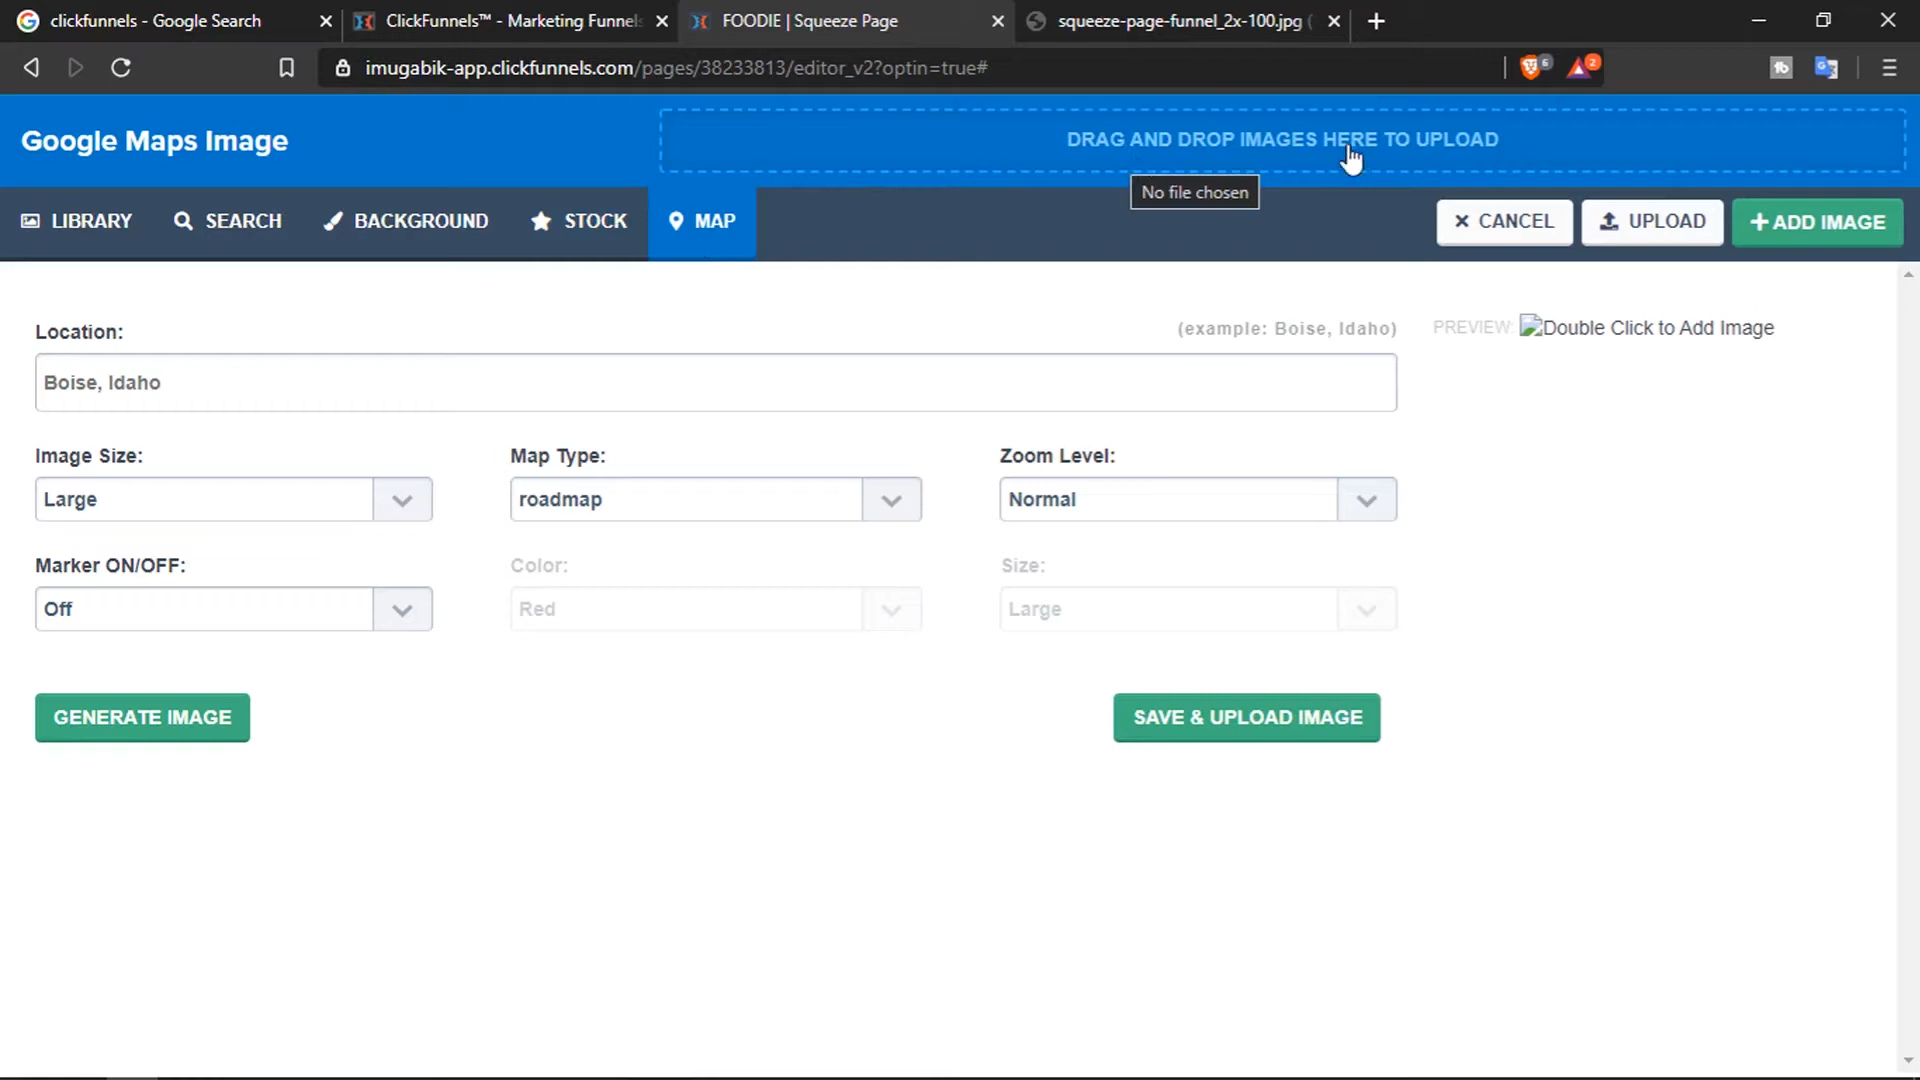 clickfunnels - Google Search
ClickFunnels™ - Marketing Funnels
FOODIE | Squeeze Page
squeeze-page-funnel_2x-100.jpg (
imugabik-app.clickfunnels.com/pages/38233813/editor_v2?optin=true#
6
2
Google Maps Image
DRAG AND DROP IMAGES HERE TO UPLOAD
No file chosen
LIBRARY
SEARCH
BACKGROUND
STOCK
MAP
× CANCEL
UPLOAD
+ ADD IMAGE
Location:
(example: Boise, Idaho)
PREVIEW:
Double Click to Add Image
Boise, Idaho
Image Size:
Map Type:
Zoom Level:
Large
roadmap
Normal
Marker ON/OFF:
Color:
Size:
Off
Red
Large
GENERATE IMAGE
SAVE & UPLOAD IMAGE